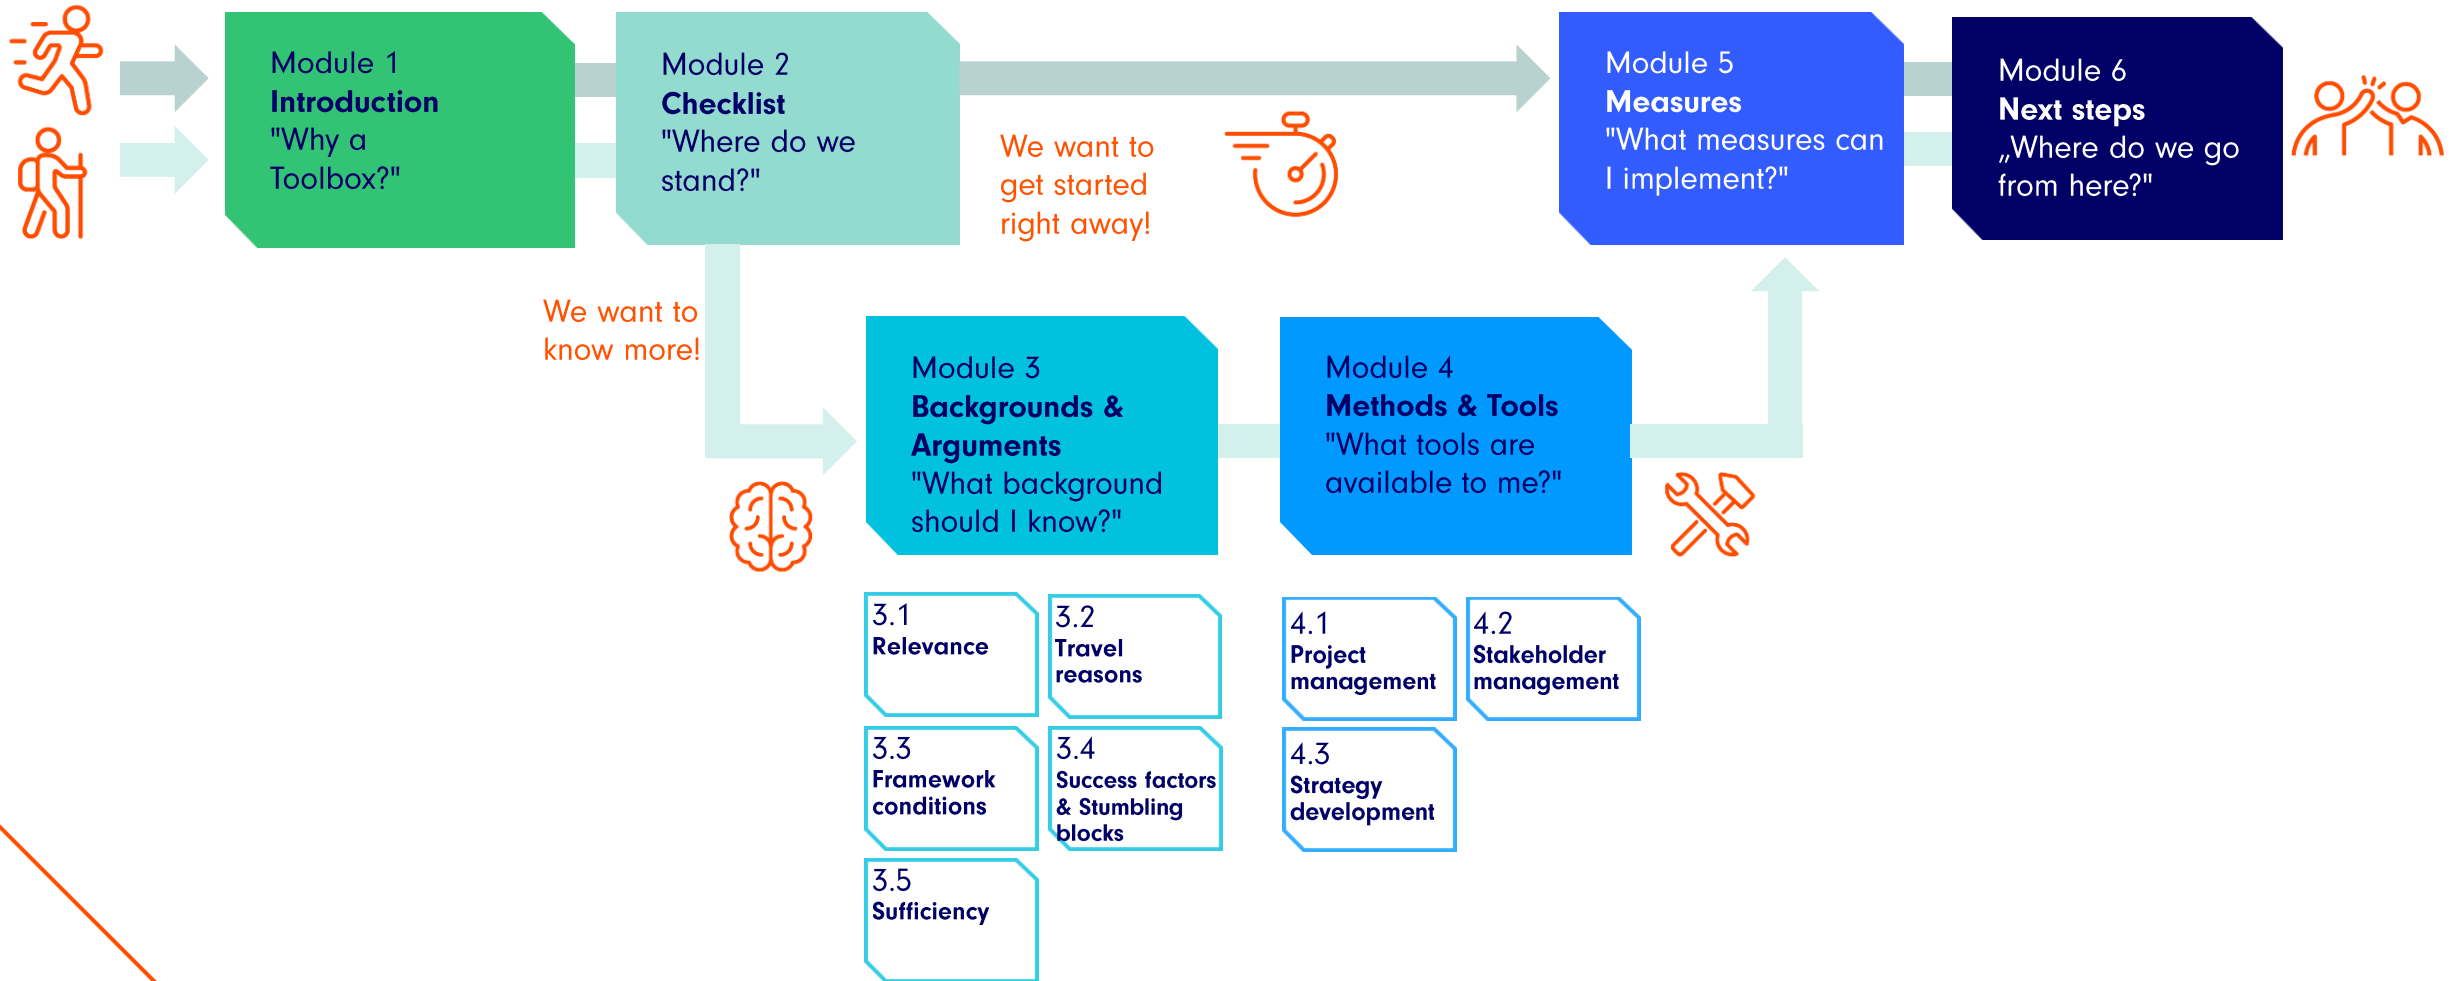 Module 1
Introduction
"Why a
Toolbox?"
Module 2
Checklist
"Where do we
stand?"
We want to
get started
right away!
Module 5
Measures
"What measures can
I implement?"
Module 6
Next steps
„Where do we go
from here?"
We want to
know more!
Module 3
Backgrounds &
Arguments
"What background
should I know?"
Module 4
Methods & Tools
"What tools are
available to me?"
3.1
Relevance
3.2
Travel
reasons
3.3
Framework
conditions
3.4
Success factors
& Stumbling
blocks
3.5
Sufficiency
4.1
Project
management
4.2
Stakeholder
management
4.3
Strategy
development